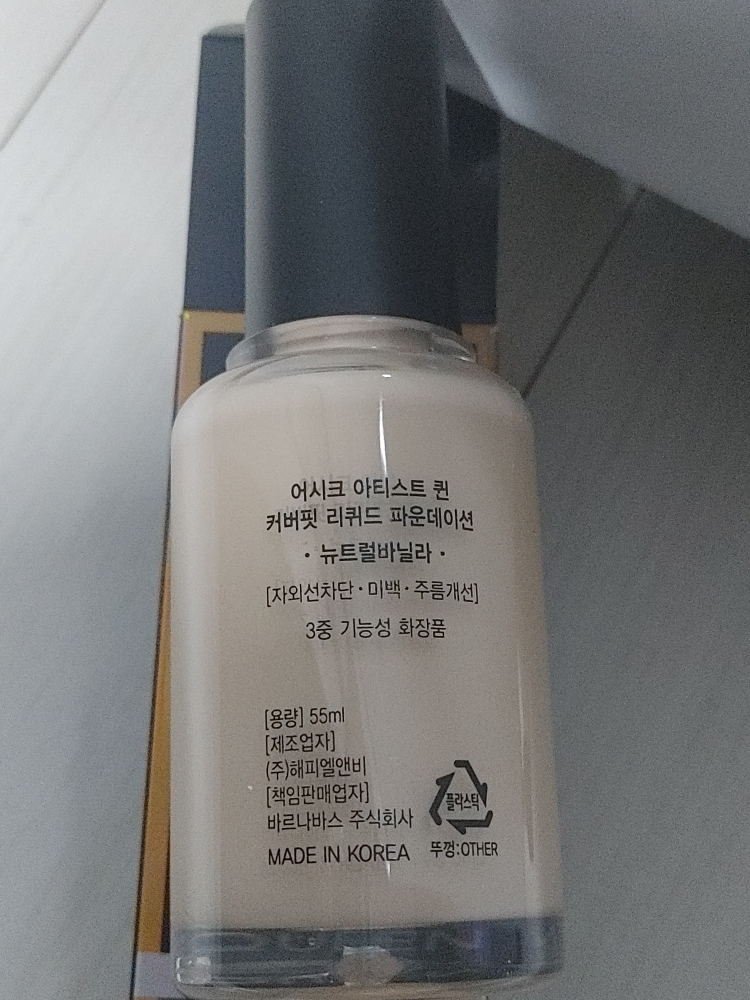 어시크 아티스트 퀸
커버핏 리퀴드 파운데이션
· 뉴트럴바닐라 ·
[자외선차단·미백·주름개선]
3중 기능성 화장품
[용량] 55ml
[제조업자]
(주)해피엘앤비
[책임판매업자]
바르나바스 주식회사
MADE IN KOREA
플라스틱
뚜껑:OTHER